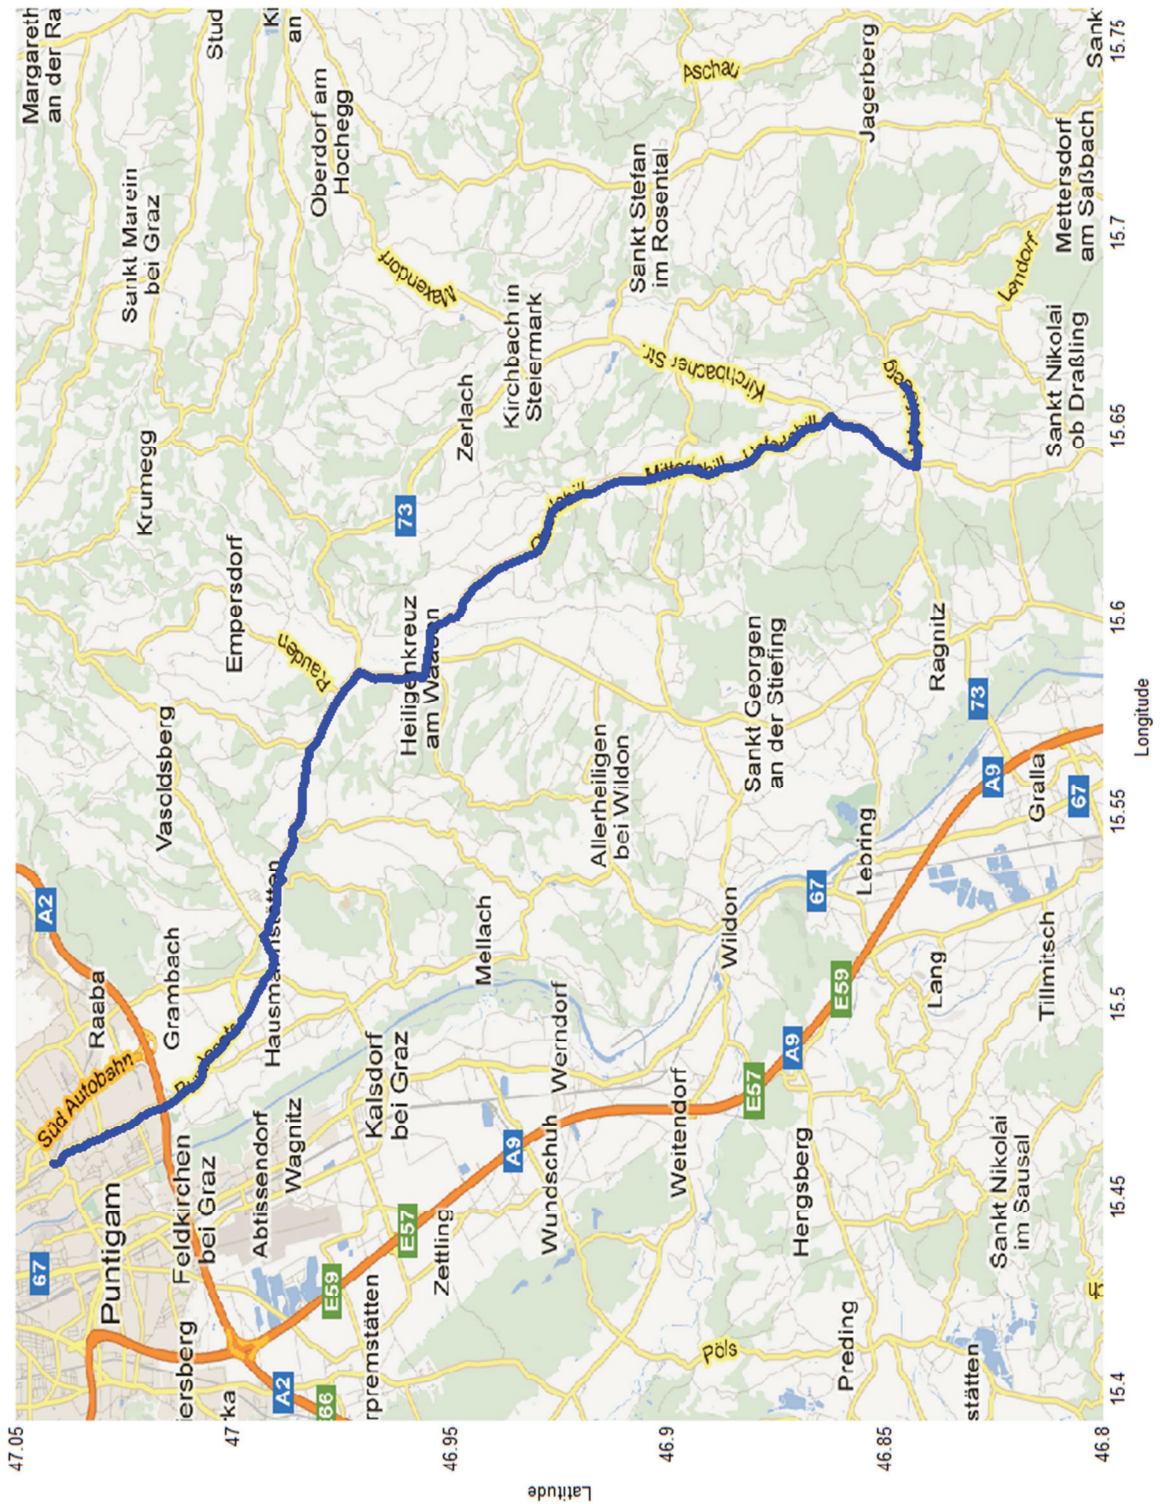 Margareth
an der Ra
Stud
Ki
an
Sank
15.75
Oberdorf am
Hochegg
Aschau
Jagerberg
Mettersdorf
am Saßbach
Sankt Marein
bei Graz
Maxendorf
Sankt Stefan
im Rosental
Lendorf
15.7
Kirchbach in
Steiermark
Kirchbacher Str.
Sankt Nikolai
ob Draßling
Krumegg
Zerlach
73
15.65
Empersdorf
Rauden
Heiligenkreuz
am Waasen
Sankt Georgen
an der Stiefing
Ragnitz
15.6
Vasoldsberg
Allerheiligen
bei Wildon
73
A9
Gralla
67
15.55
A2
Hausmannstätten
Mellach
Wildon
67
Lebring
Raaba
Grambach
Süd Autobahn
Kalsdorf
bei Graz
Werndorf
E59
Lang
Tillmitsch
15.5
A9
E57
Feldkirchen
bei Graz
Abtissendorf
Wagnitz
A9
Wundschuh
Weitendorf
Hengsberg
Sankt Nikolai
im Sausal
15.45
67
Puntigam
E57
Zettling
E59
iersberg
rka
A2
66
rpremstätten
Pöls
Preding
stätten
15.4
47.05
47
46.95
46.9
46.85
46.8
Latitude
Longitude